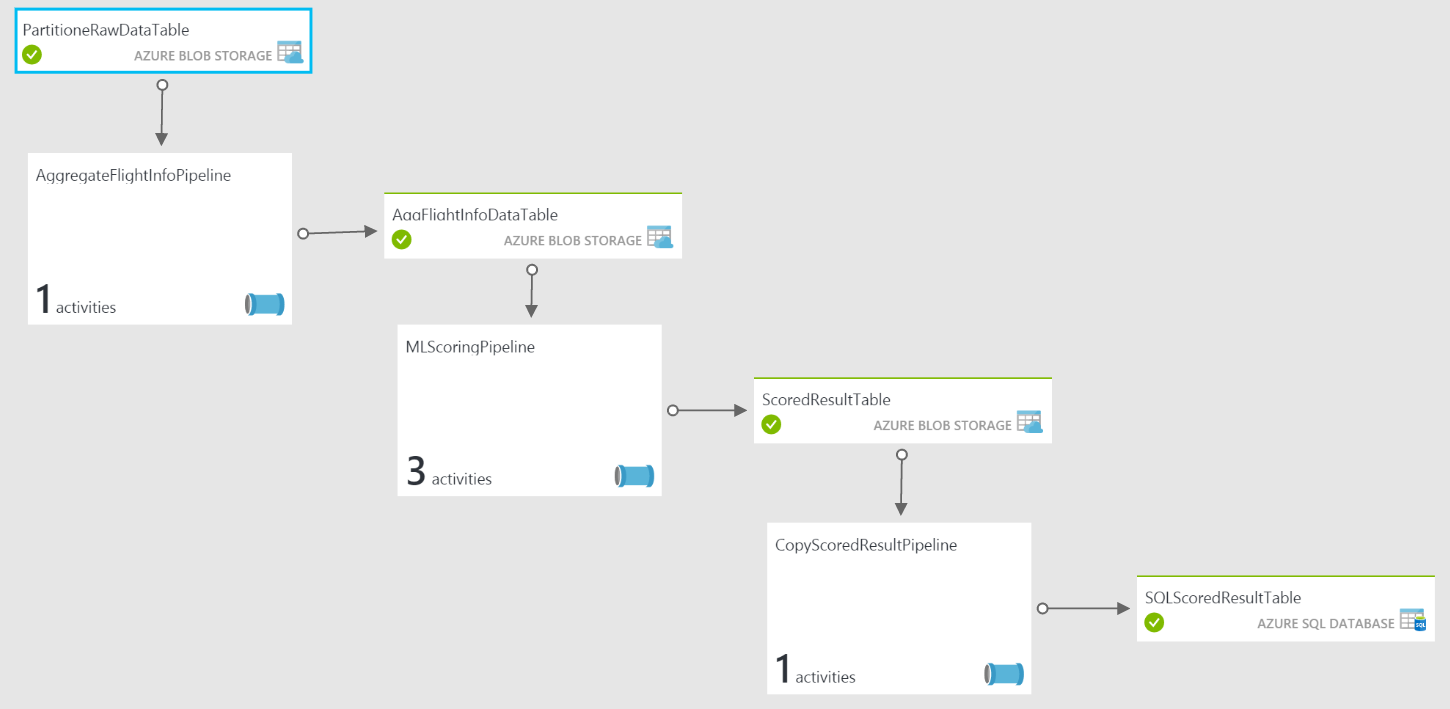 PartitioneRawDataTable
AZURE BLOB STORAGE
AggregateFlightInfoPipeline
1 activities
AggFlightInfoDataTable
AZURE BLOB STORAGE
MLScoringPipeline
3 activities
ScoredResultTable
AZURE BLOB STORAGE
CopyScoredResultPipeline
1 activities
SQLScoredResultTable
AZURE SQL DATABASE
SQL